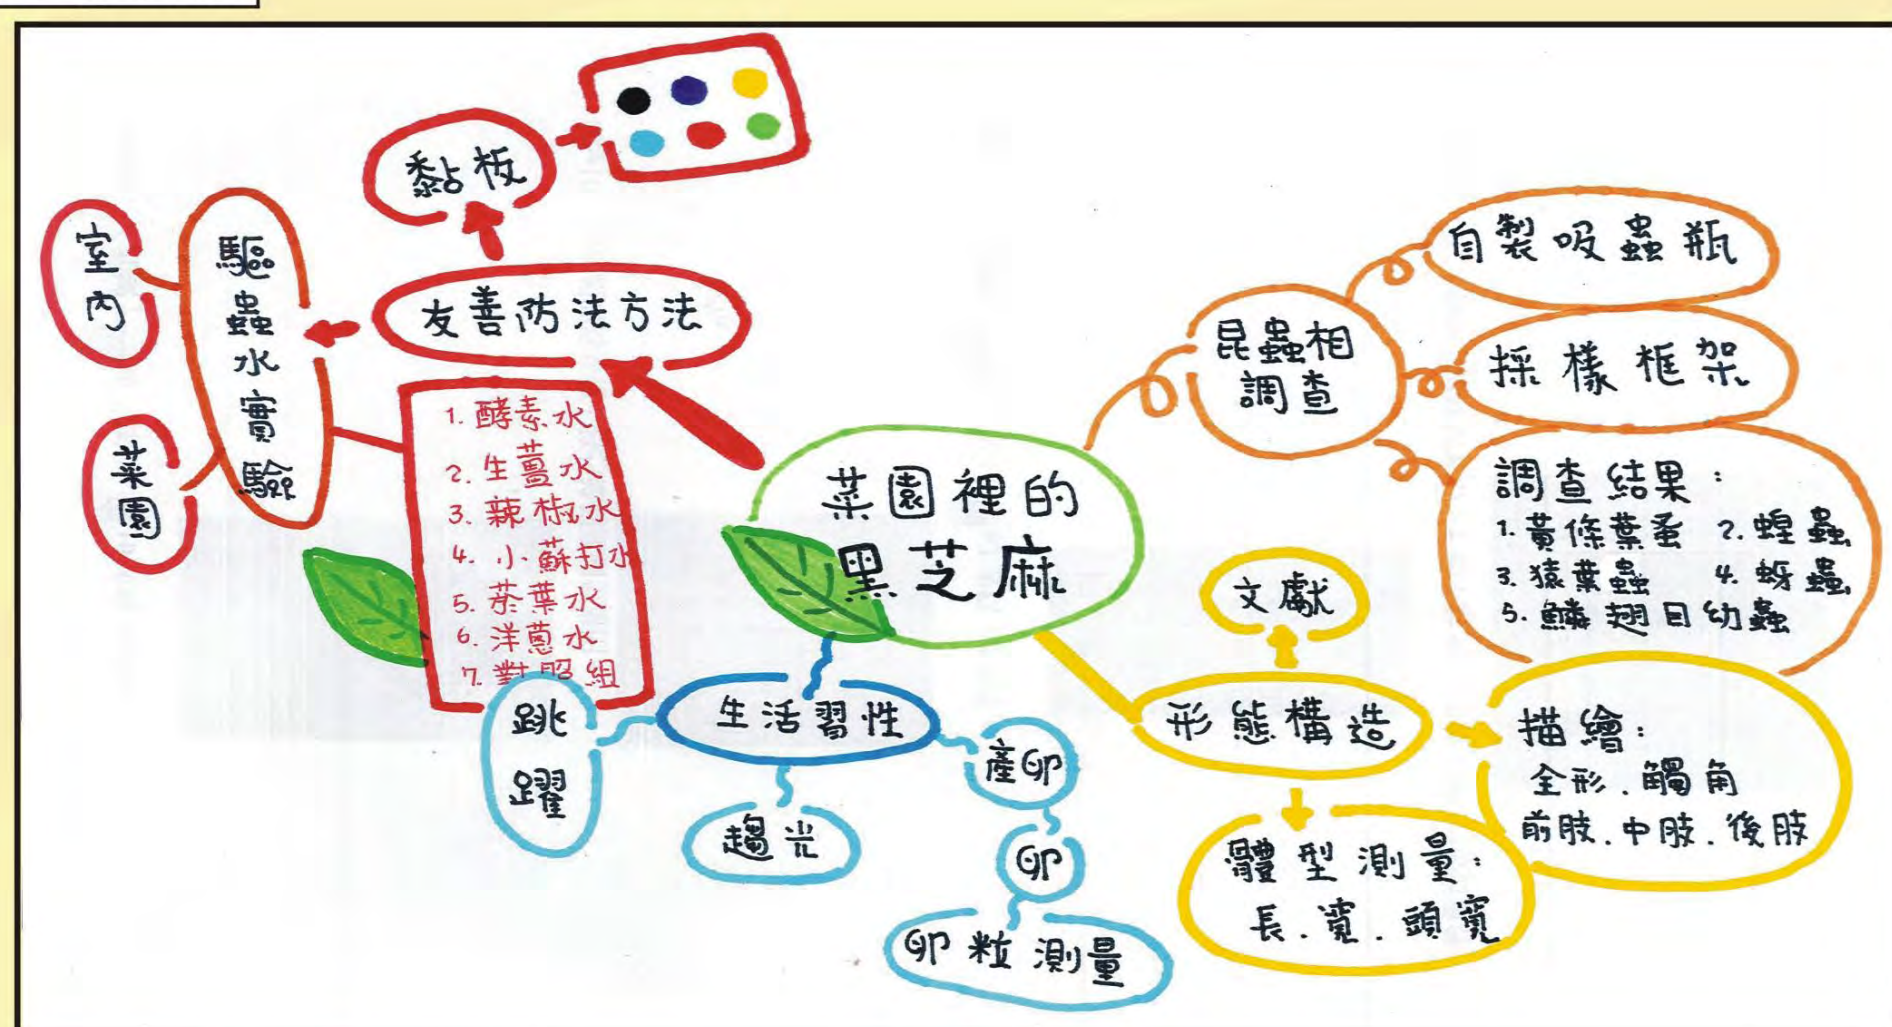 黏板
室內
驅蟲水實驗
菜園
友善防法方法
1. 酵素水
2. 生薑水
3. 辣椒水
4. 小蘇打水
5. 茶葉水
6. 洋蔥水
7. 對照組
菜園裡的
黑芝麻
昆蟲相
調查
自製吸蟲瓶
採樣框架
調查結果：
1. 黃條葉蚤 2. 蝗蟲
3. 猿葉蟲 4. 蚜蟲
5. 鱗翅目幼蟲
文獻
形態構造
描繪：
全形.觸角
前肢.中肢.後肢
體型測量：
長.寬.頭寬
生活習性
跳躍
趨光
產卵
卵
卵粒測量